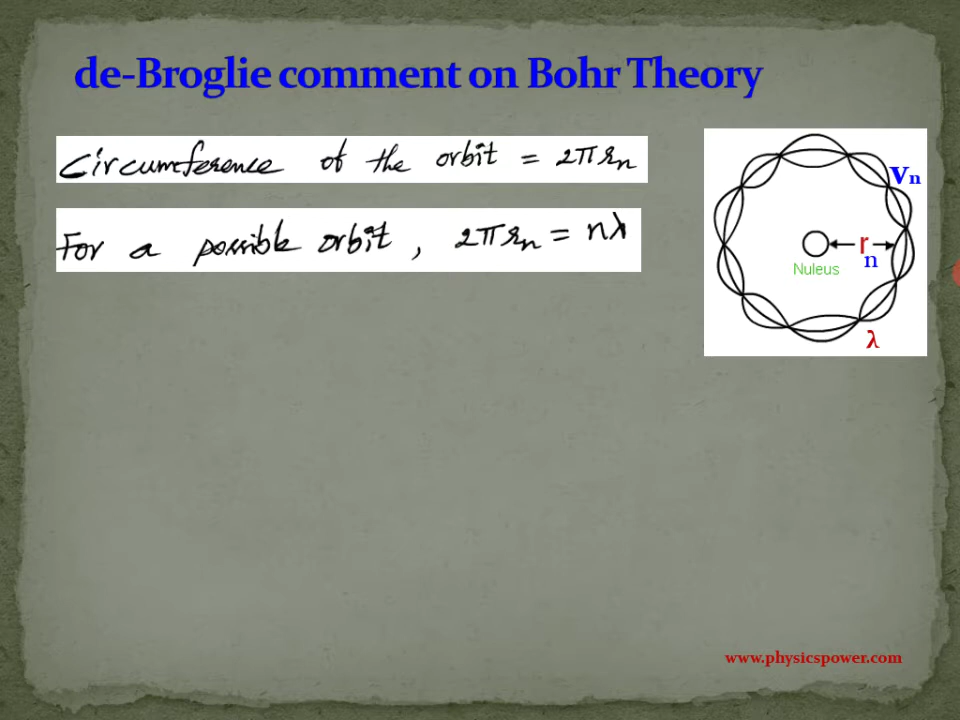 de-Broglie comment on Bohr Theory
Circumference of the orbit = 2πrₙ
For a possible orbit, 2πrₙ = nλ
vn
r
n
Nuleus
λ
www.physicspower.com